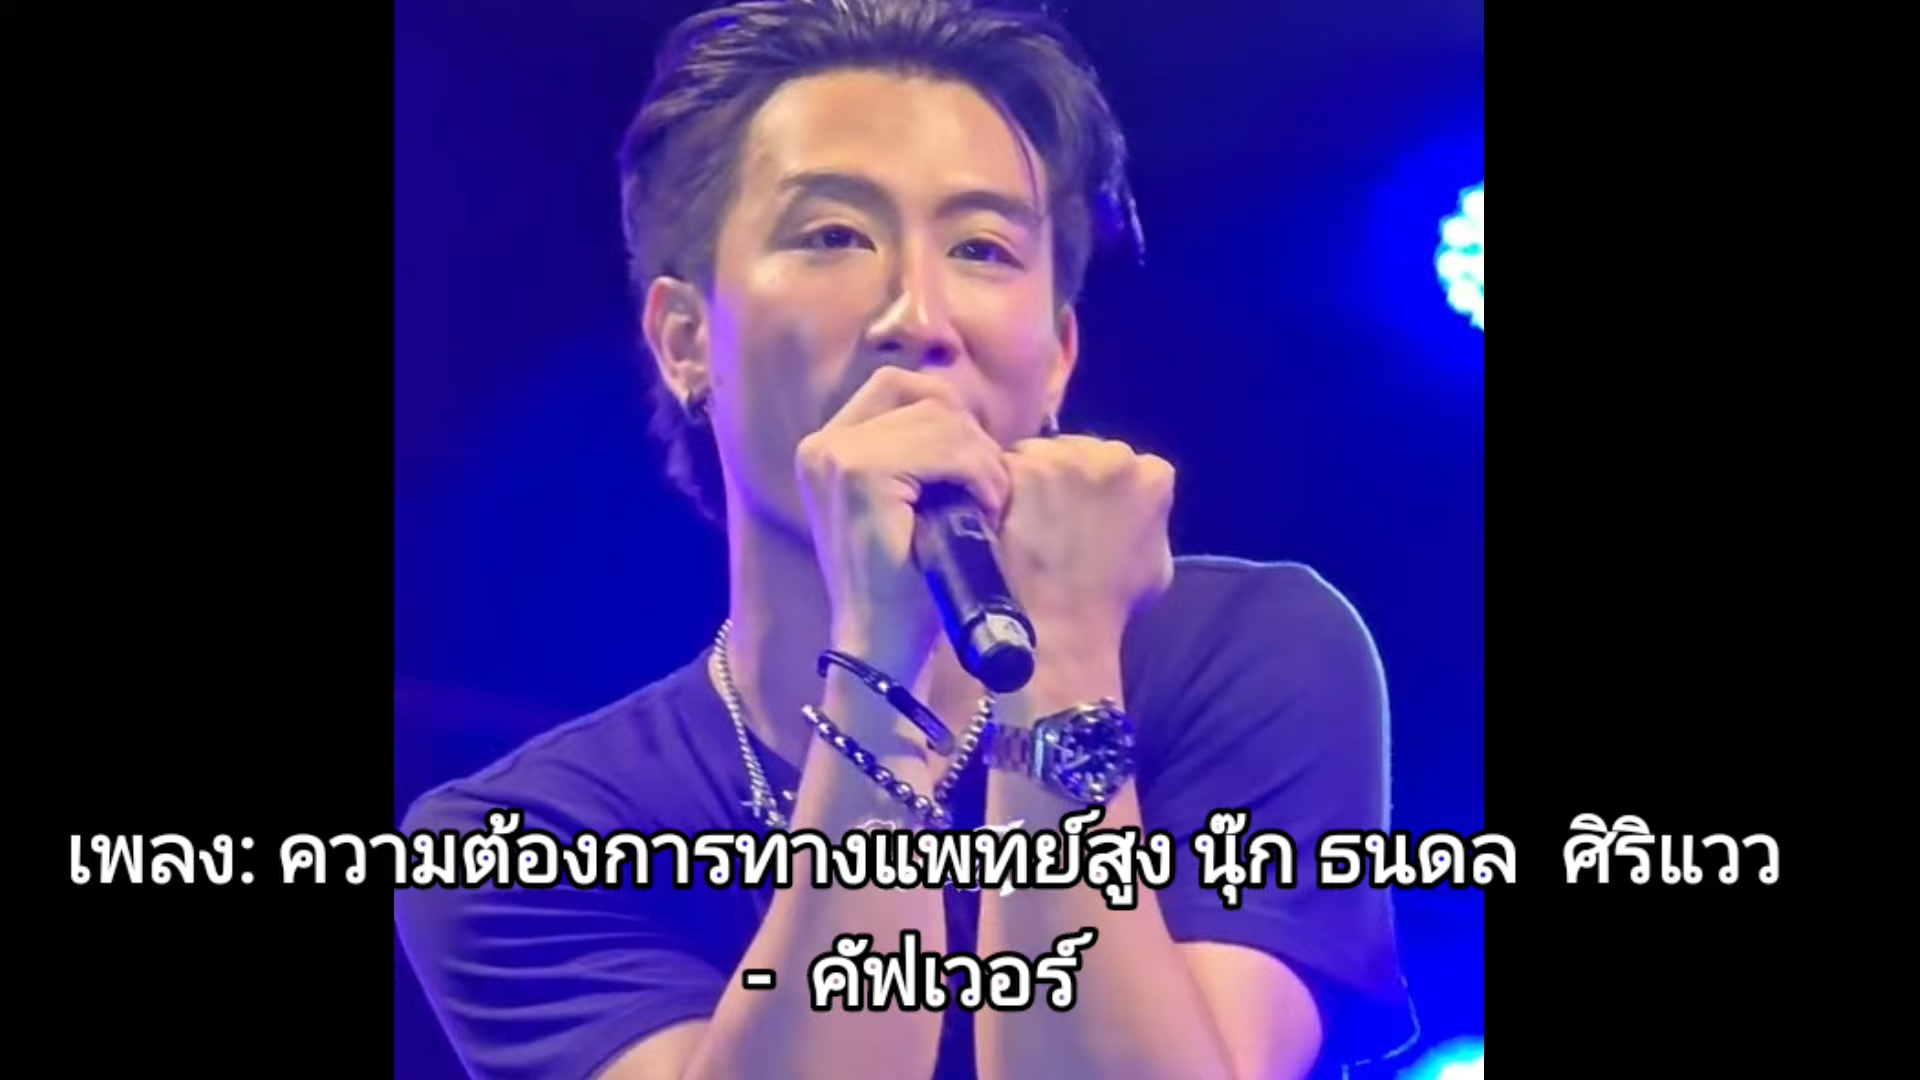 เพลง: ความต้องการทางแพทย์สูง นุ๊ก ธนดล ศิริแวว
- คัฟเวอร์